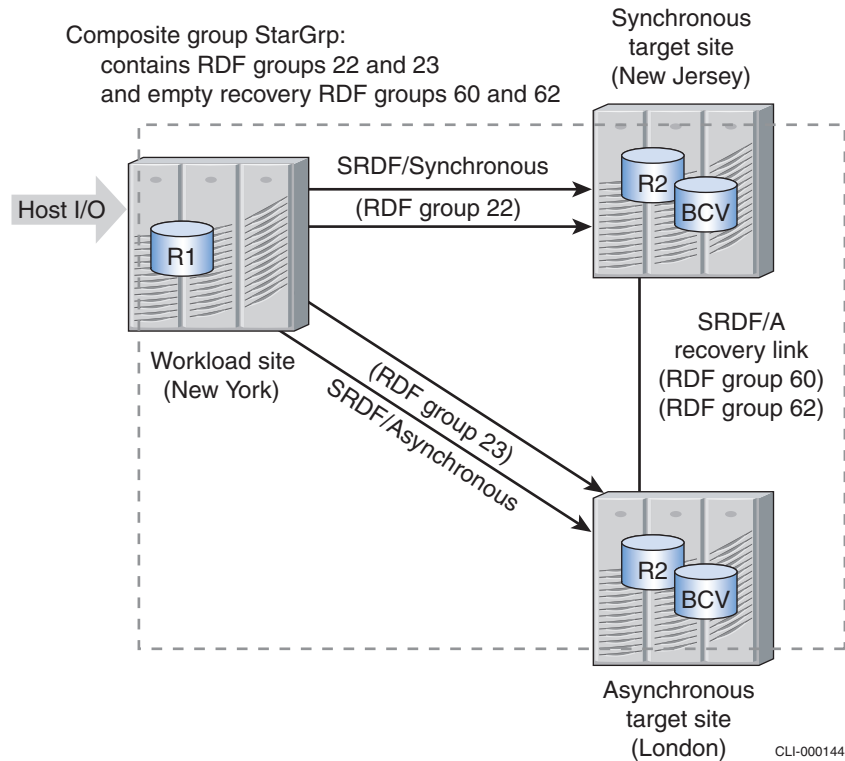 Composite group StarGrp:
contains RDF groups 22 and 23
and empty recovery RDF groups 60 and 62
Synchronous
target site
(New Jersey)
Host I/O
R1
SRDF/Synchronous
(RDF group 22)
R2
BCV
Workload site
(New York)
(RDF group 23)
SRDF/Asynchronous
SRDF/A
recovery link
(RDF group 60)
(RDF group 62)
R2
BCV
Asynchronous
target site
(London)
CLI-000144